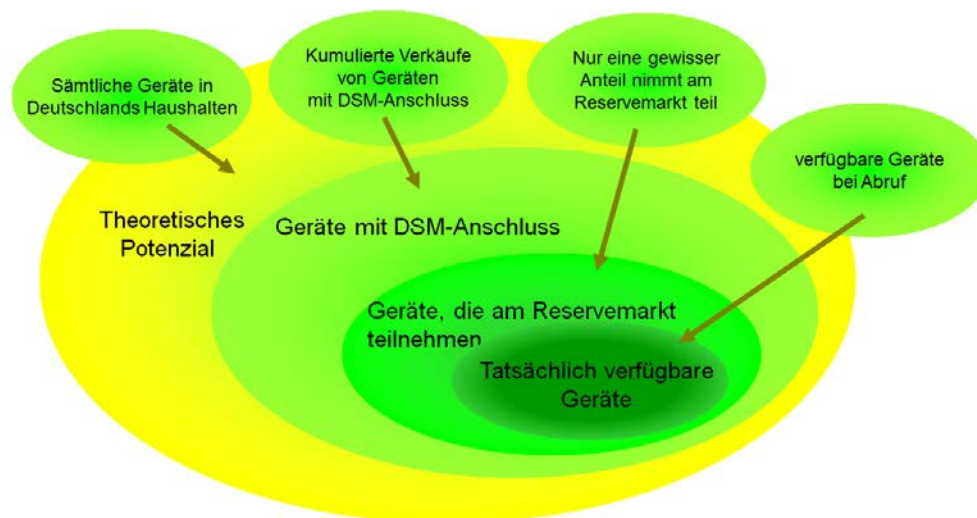 Sämtliche Geräte in
Deutschlands Haushalten
Kumulierte Verkäufe
von Geräten
mit DSM-Anschluss
Nur eine gewisser
Anteil nimmt am
Reservemarkt teil
verfügbare Geräte
bei Abruf
Theoretisches
Potenzial
Geräte mit DSM-Anschluss
Geräte, die am Reservemarkt
teilnehmen
Tatsächlich verfügbare
Geräte